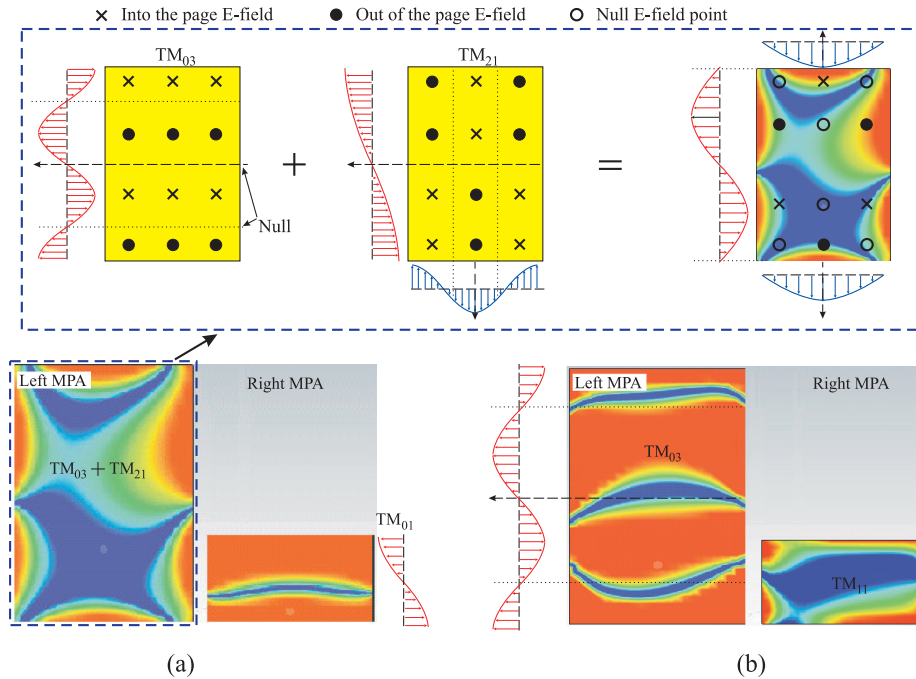 × Into the page E-field ● Out of the page E-field ○ Null E-field point
TM₀₃
TM₂₁
+
=
Null
Left MPA
Right MPA
TM₀₃ + TM₂₁
TM₀₁
Left MPA
Right MPA
TM₀₃
TM₁₁
(a)
(b)